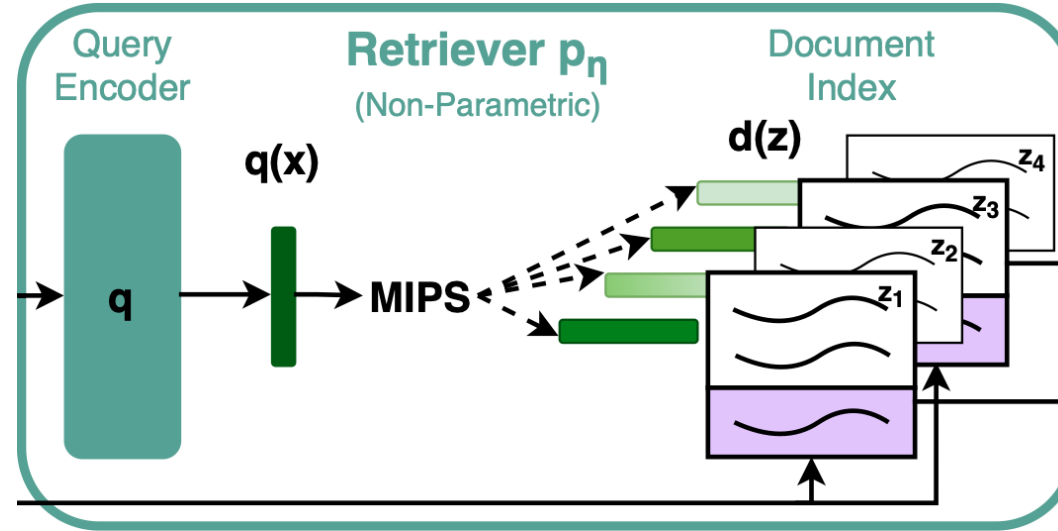 Query
Encoder
Retriever pη
(Non-Parametric)
Document
Index
q(x)
d(z)
z4
z3
z2
z1
q
MIPS